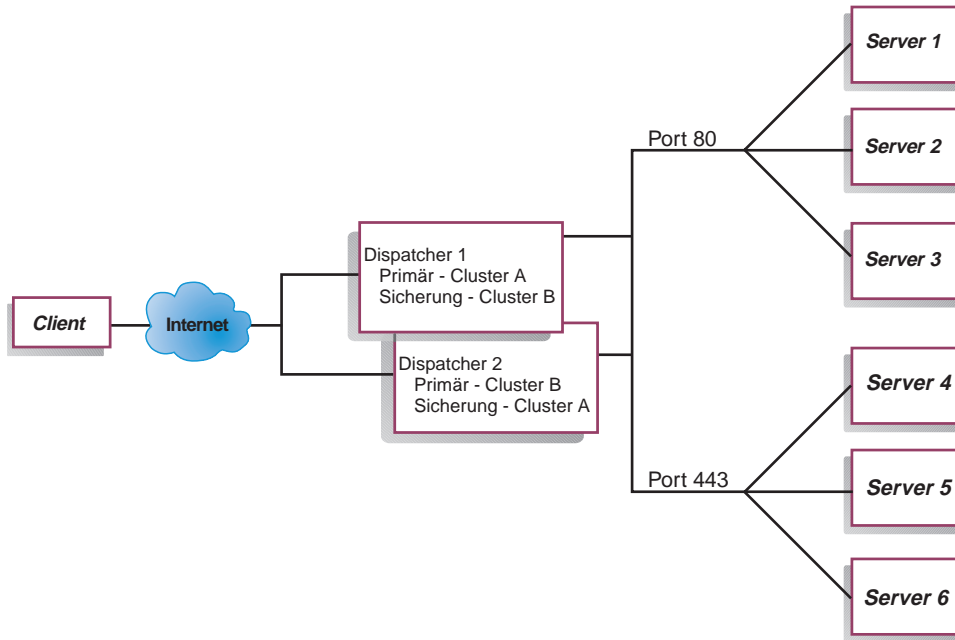 Client
Internet
Dispatcher 1
Primär - Cluster A
Sicherung - Cluster B
Dispatcher 2
Primär - Cluster B
Sicherung - Cluster A
Port 80
Server 1
Server 2
Server 3
Port 443
Server 4
Server 5
Server 6